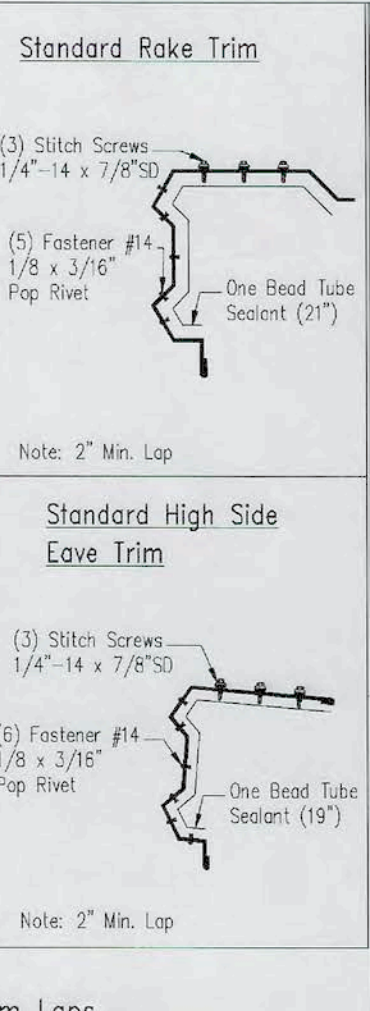 Standard Rake Trim
(3) Stitch Screws
1/4"-14 x 7/8"SD
(5) Fastener #14
1/8 x 3/16"
Pop Rivet
One Bead Tube
Sealant (21")
Note: 2" Min. Lap
Standard High Side
Eave Trim
(3) Stitch Screws
1/4"-14 x 7/8"SD
(6) Fastener #14
1/8 x 3/16"
Pop Rivet
One Bead Tube
Sealant (19")
Note: 2" Min. Lap
Laps